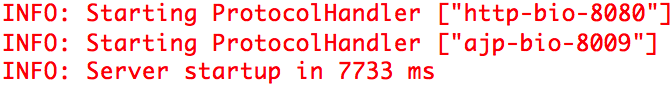 INFO: Starting ProtocolHandler ["http-bio-8080"]
INFO: Starting ProtocolHandler ["ajp-bio-8009"]
INFO: Server startup in 7733 ms